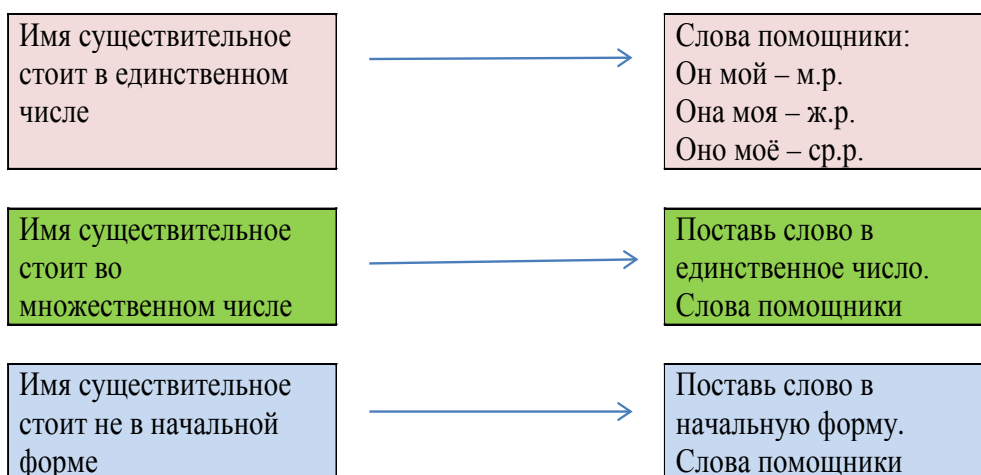 Имя существительное
стоит в единственном
числе
Слова помощники:
Он мой – м.р.
Она моя – ж.р.
Оно моё – ср.р.
Имя существительное
стоит во
множественном числе
Поставь слово в
единственное число.
Слова помощники
Имя существительное
стоит не в начальной
форме
Поставь слово в
начальную форму.
Слова помощники